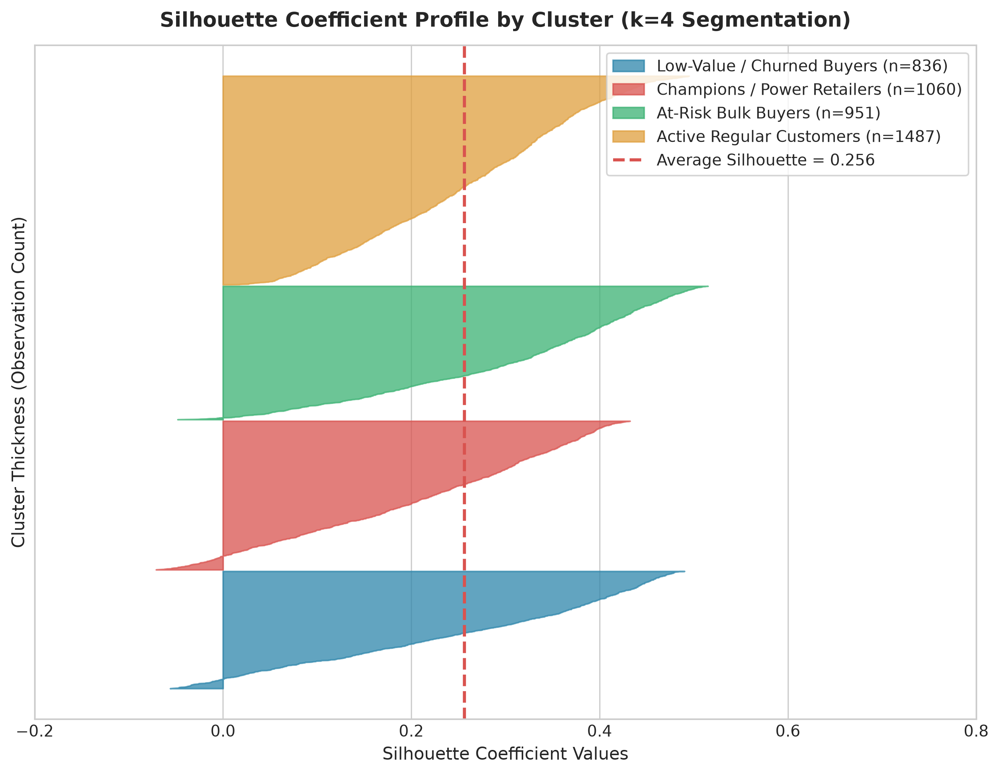 Silhouette Coefficient Profile by Cluster (k=4 Segmentation)
Low-Value / Churned Buyers (n=836)
Champions / Power Retailers (n=1060)
At-Risk Bulk Buyers (n=951)
Active Regular Customers (n=1487)
Average Silhouette = 0.256
Cluster Thickness (Observation Count)
−0.2 0.0 0.2 0.4 0.6 0.8
Silhouette Coefficient Values